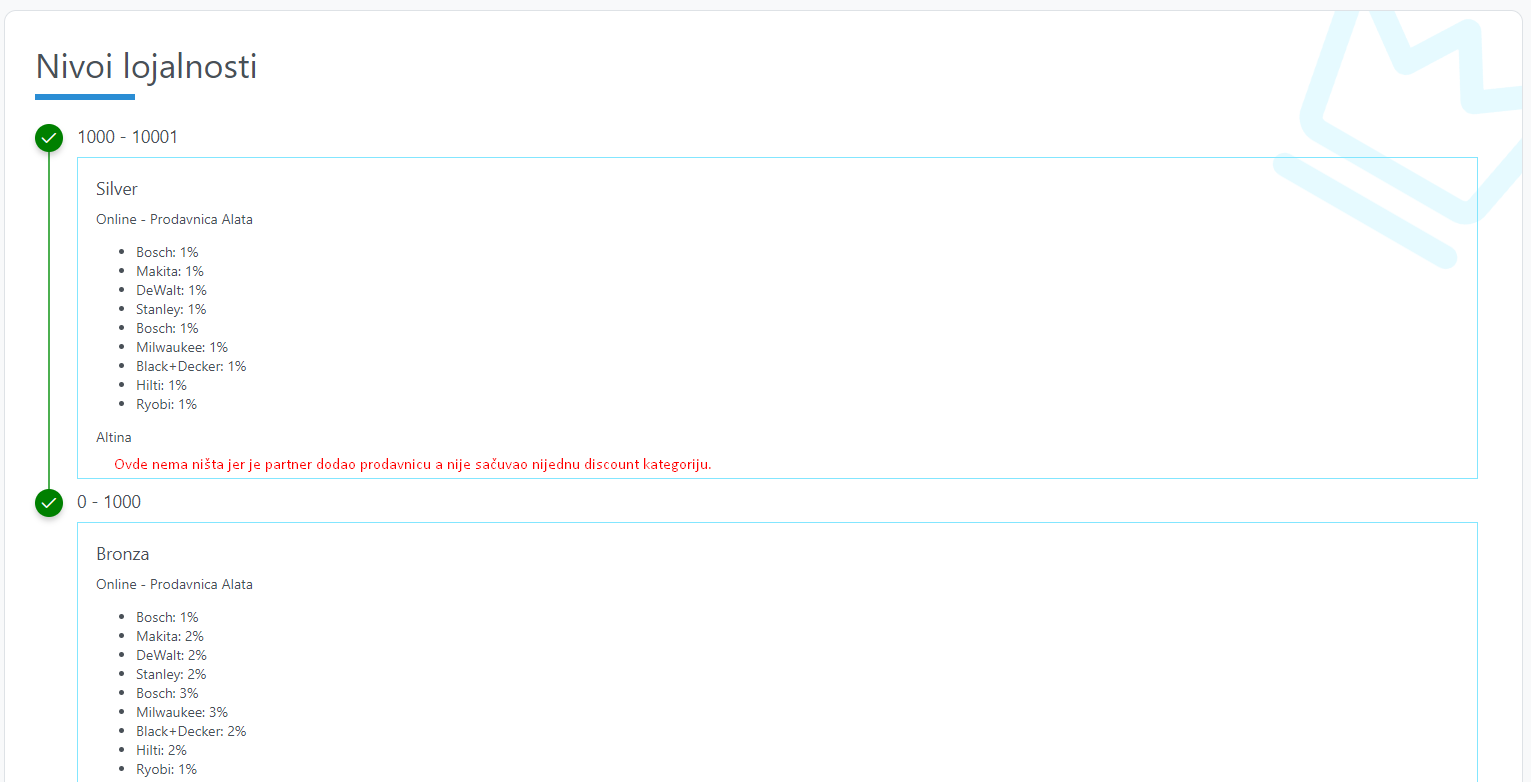 Nivoi lojalnosti
1000 - 10001
Silver
Online - Prodavnica Alata
Bosch: 1%
Makita: 1%
DeWalt: 1%
Stanley: 1%
Bosch: 1%
Milwaukee: 1%
Black+Decker: 1%
Hilti: 1%
Ryobi: 1%
Altina
Ovde nema ništa jer je partner dodao prodavnicu a nije sačuvao nijednu discount kategoriju.
0 - 1000
Bronza
Online - Prodavnica Alata
Bosch: 1%
Makita: 2%
DeWalt: 2%
Stanley: 2%
Bosch: 3%
Milwaukee: 3%
Black+Decker: 2%
Hilti: 2%
Ryobi: 1%